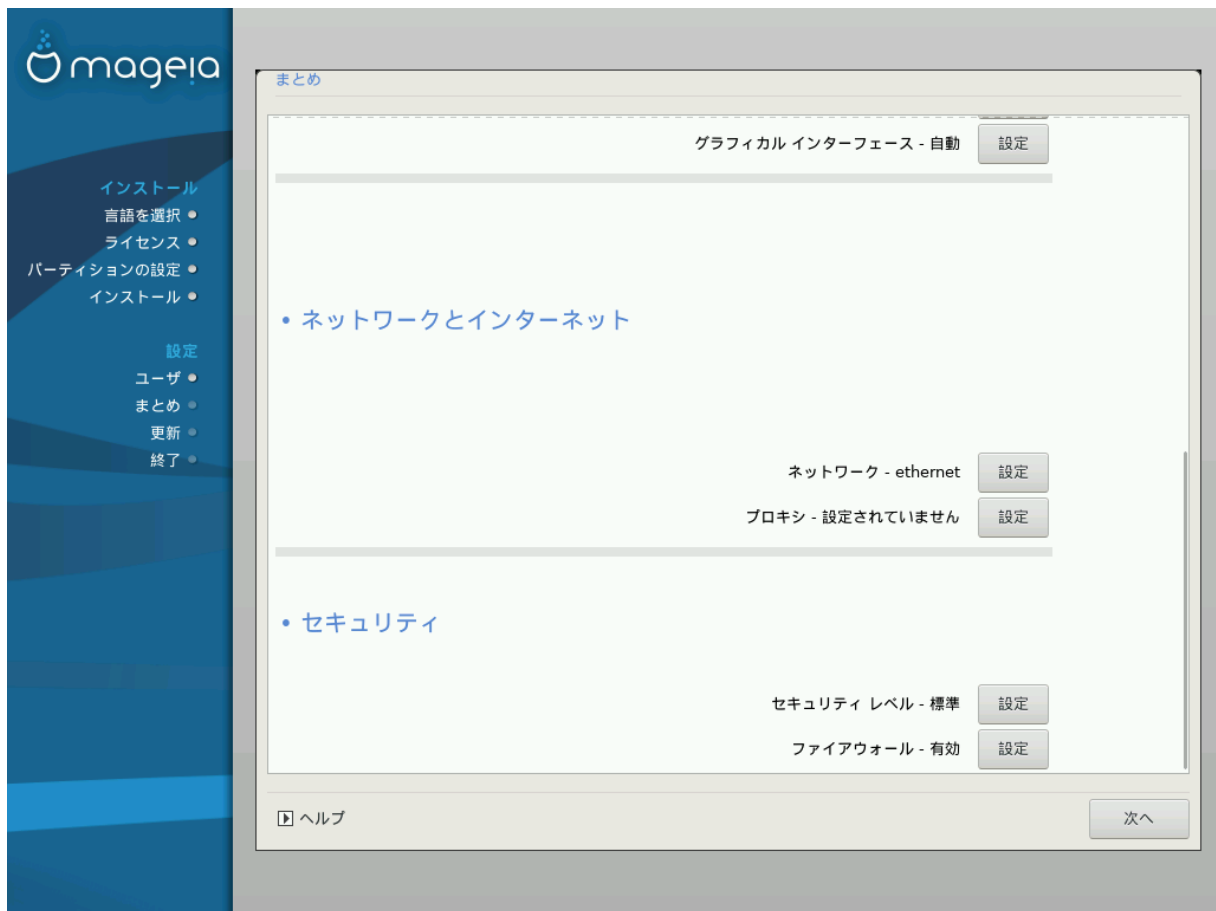 mageia
インストール
言語を選択
ライセンス
パーティションの設定
インストール
設定
ユーザ
まとめ
更新
終了
まとめ
グラフィカル インターフェース - 自動 設定
• ネットワークとインターネット
ネットワーク - ethernet 設定
プロキシ - 設定されていません 設定
• セキュリティ
セキュリティ レベル - 標準 設定
ファイアウォール - 有効 設定
ヘルプ
次へ